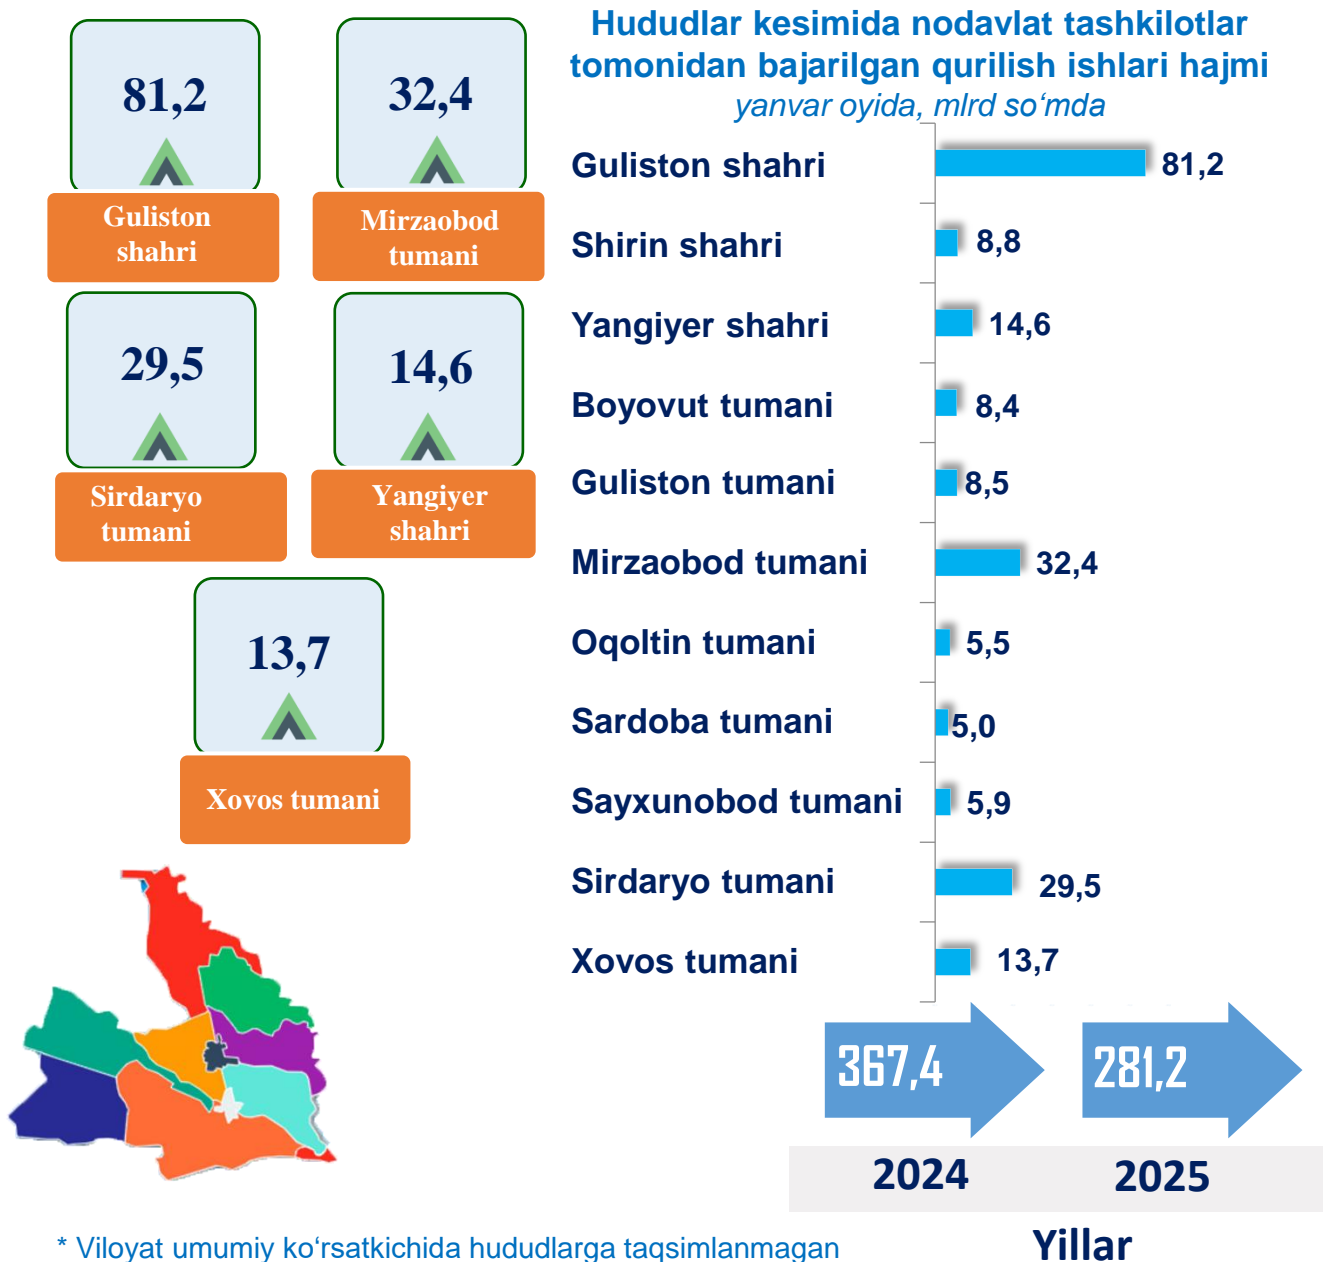 81,2
Guliston
shahri
32,4
Mirzaobod
tumani
29,5
Sirdaryo
tumani
14,6
Yangiyer
shahri
13,7
Xovos tumani
Hududlar kesimida nodavlat tashkilotlar
tomonidan bajarilgan qurilish ishlari hajmi
yanvar oyida, mlrd so‘mda
Guliston shahri 81,2
Shirin shahri 8,8
Yangiyer shahri 14,6
Boyovut tumani 8,4
Guliston tumani 8,5
Mirzaobod tumani 32,4
Oqoltin tumani 5,5
Sardoba tumani 5,0
Sayxunobod tumani 5,9
Sirdaryo tumani 29,5
Xovos tumani 13,7
367,4 281,2
2024 2025
Yillar
* Viloyat umumiy ko‘rsatkichida hududlarga taqsimlanmagan